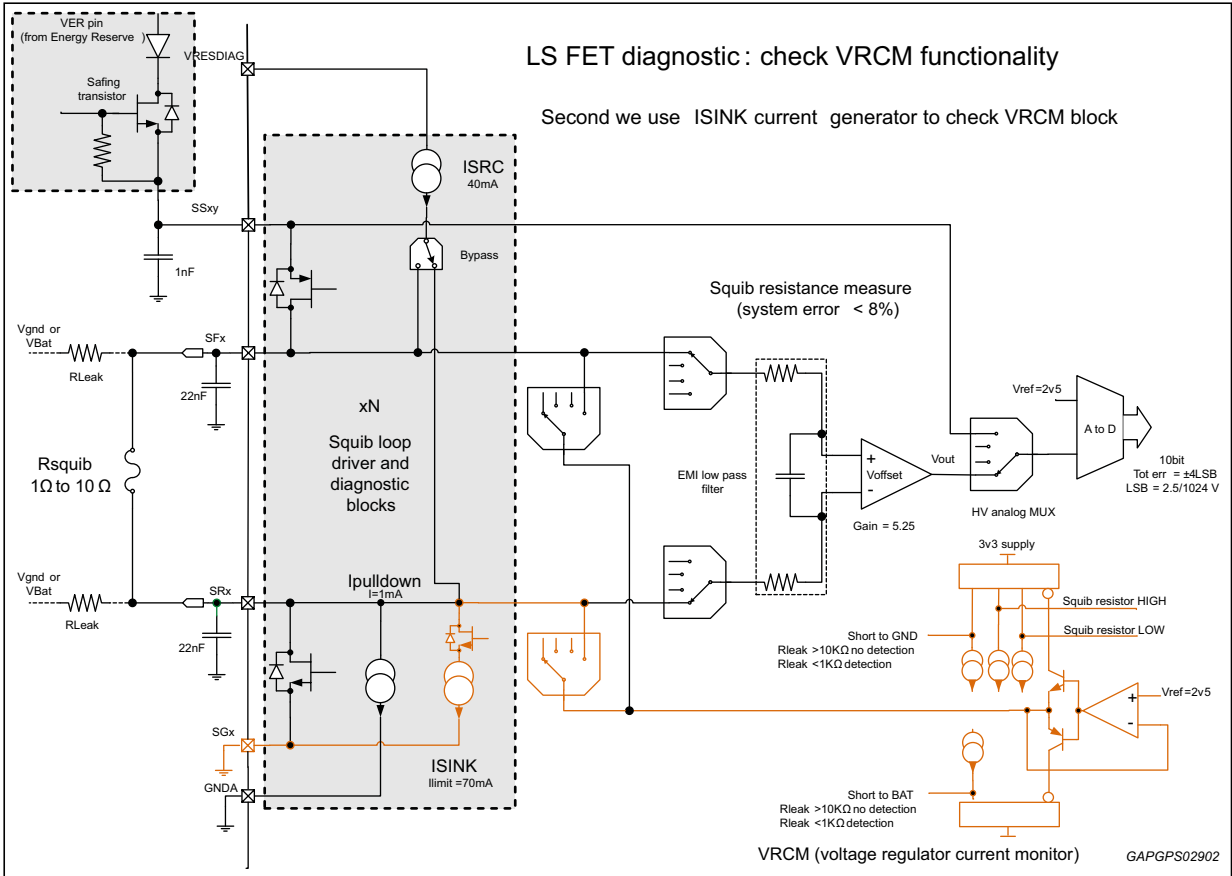 VER pin
(from Energy Reserve )
VRESDIAG
Safing
transistor
LS FET diagnostic : check VRCM functionality
Second we use ISINK current generator to check VRCM block
ISRC
40mA
SSxy
1nF
Bypass
Squib resistance measure
(system error < 8%)
Vgnd or
VBat
RLeak
SFx
22nF
xN
Squib loop
driver and
diagnostic
blocks
Rsquib
1Ω to 10 Ω
EMI low pass
filter
+
-
Voffset
Vout
Gain = 5.25
HV analog MUX
Vref=2v5
A to D
10bit
Tot err = ±4LSB
LSB = 2.5/1024 V
Vgnd or
VBat
RLeak
SRx
22nF
Ipulldown
I=1mA
3v3 supply
Squib resistor HIGH
Squib resistor LOW
Short to GND
Rleak >10KΩ no detection
Rleak <1KΩ detection
Vref=2v5
+
-
SGx
GNDA
ISINK
Ilimit =70mA
Short to BAT
Rleak >10KΩ no detection
Rleak <1KΩ detection
VRCM (voltage regulator current monitor)
GAPGPS02902